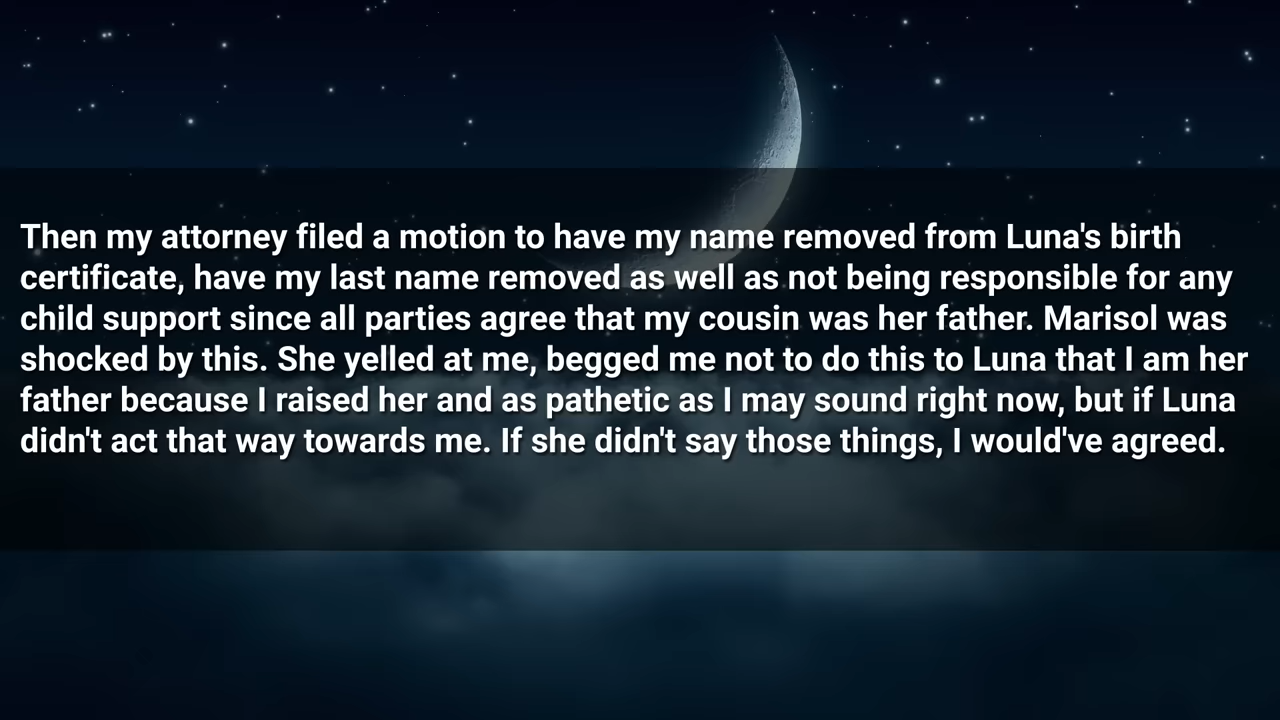 Then my attorney filed a motion to have my name removed from Luna's birth
certificate, have my last name removed as well as not being responsible for any
child support since all parties agree that my cousin was her father. Marisol was
shocked by this. She yelled at me, begged me not to do this to Luna that I am her
father because I raised her and as pathetic as I may sound right now, but if Luna
didn't act that way towards me. If she didn't say those things, I would've agreed.